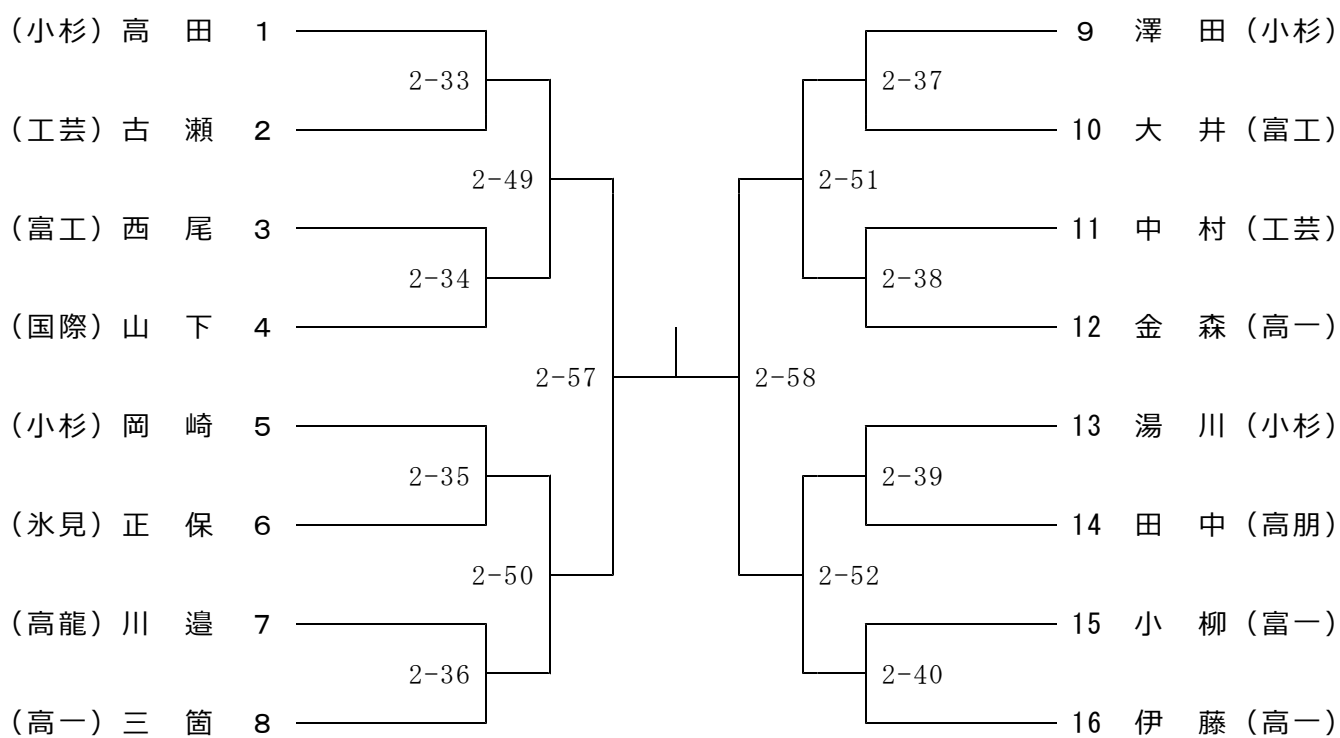 (小杉) 高 田 1
2-33
(工芸) 古 瀬 2
2-49
(富工) 西 尾 3
2-34
(国際) 山 下 4
2-57
(小杉) 岡 崎 5
2-35
(氷見) 正 保 6
2-50
(高龍) 川 邉 7
2-36
(高一) 三 箇 8
9 澤 田 (小杉)
2-37
10 大 井 (富工)
2-51
11 中 村 (工芸)
2-38
12 金 森 (高一)
2-58
13 湯 川 (小杉)
2-39
14 田 中 (高朋)
2-52
15 小 柳 (富一)
2-40
16 伊 藤 (高一)